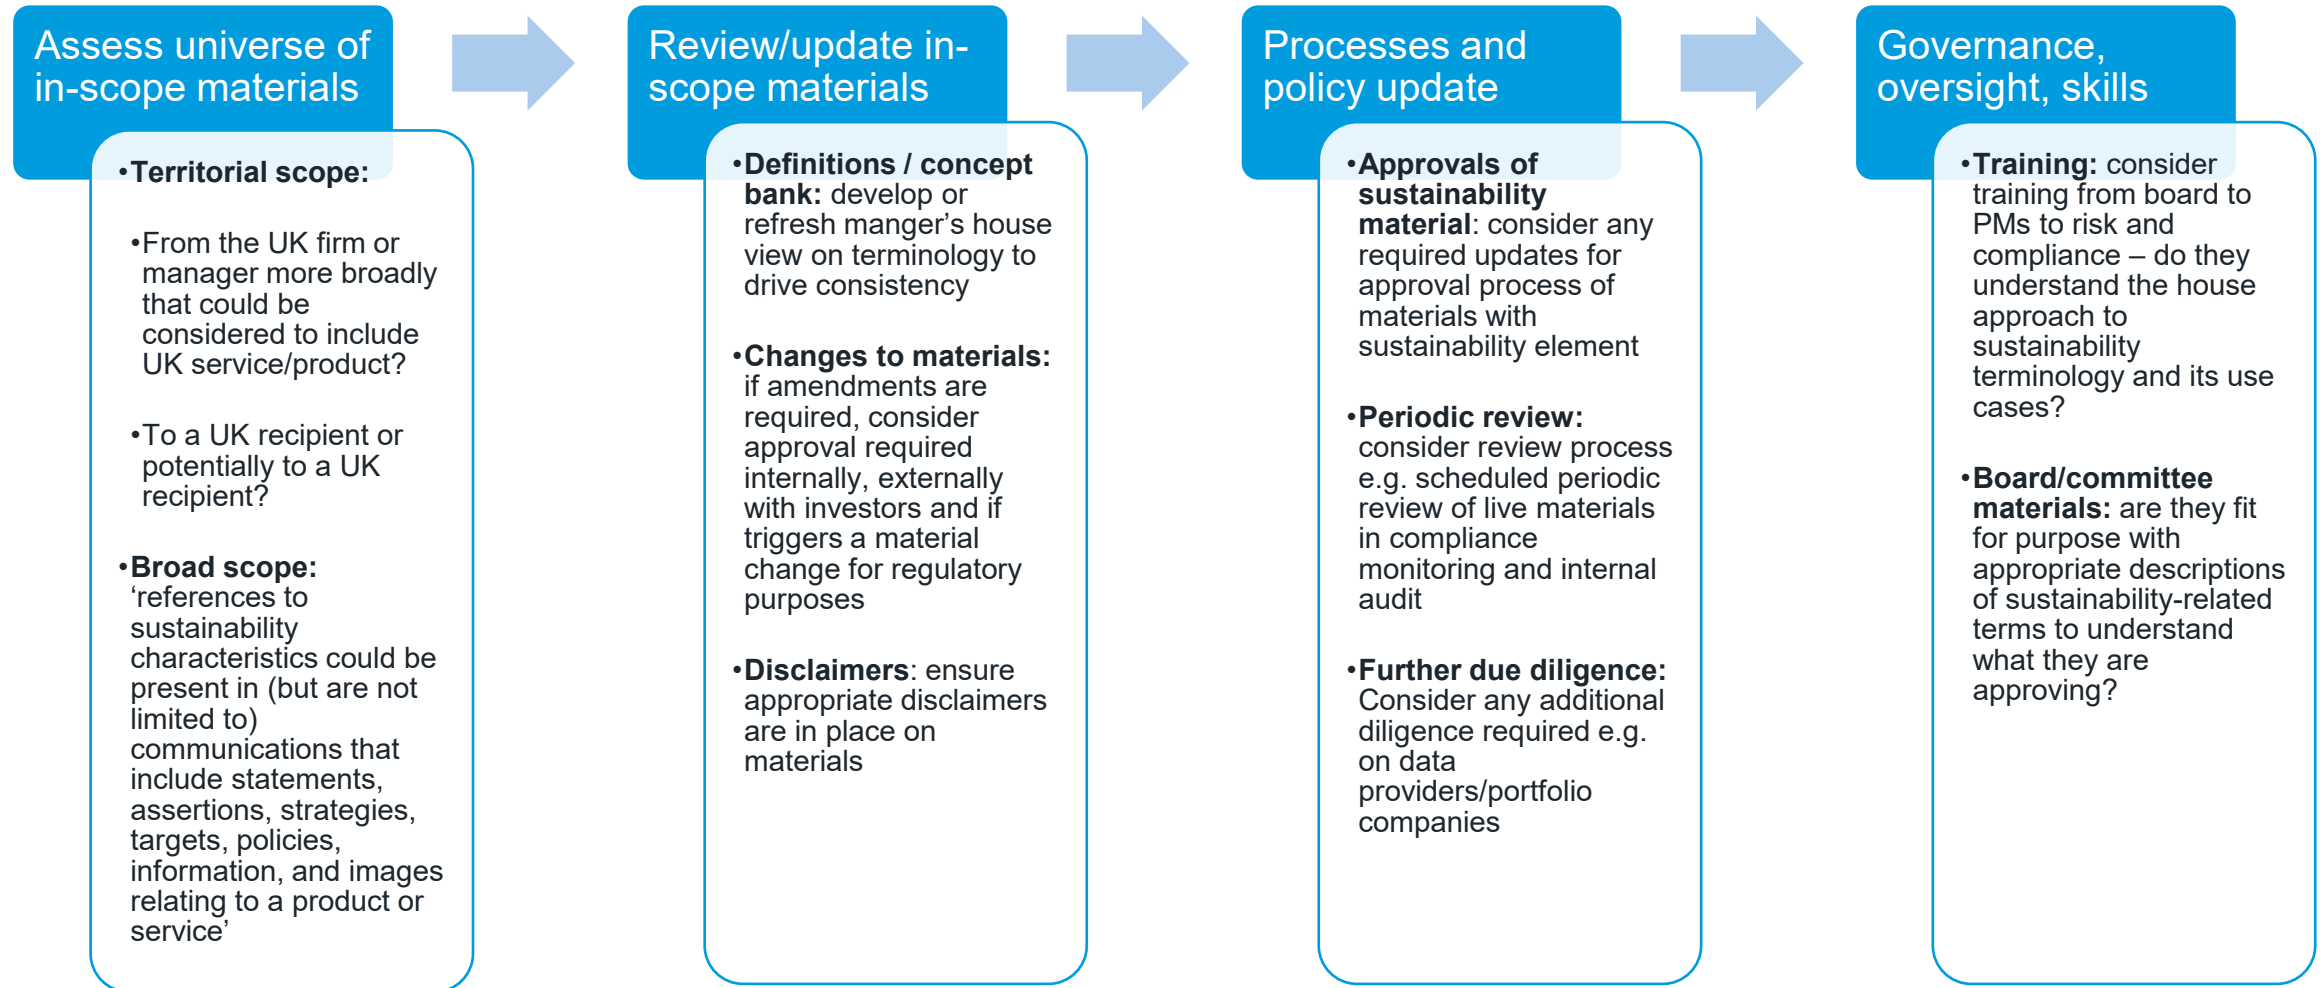 Assess universe of
in-scope materials
•Territorial scope:
•From the UK firm or
manager more broadly
that could be
considered to include
UK service/product?
•To a UK recipient or
potentially to a UK
recipient?
•Broad scope:
‘references to
sustainability
characteristics could be
present in (but are not
limited to)
communications that
include statements,
assertions, strategies,
targets, policies,
information, and images
relating to a product or
service’
Review/update in-
scope materials
•Definitions / concept
bank: develop or
refresh manger’s house
view on terminology to
drive consistency
•Changes to materials:
if amendments are
required, consider
approval required
internally, externally
with investors and if
triggers a material
change for regulatory
purposes
•Disclaimers: ensure
appropriate disclaimers
are in place on
materials
Processes and
policy update
•Approvals of
sustainability
material: consider any
required updates for
approval process of
materials with
sustainability element
•Periodic review:
consider review process
e.g. scheduled periodic
review of live materials
in compliance
monitoring and internal
audit
•Further due diligence:
Consider any additional
diligence required e.g.
on data
providers/portfolio
companies
Governance,
oversight, skills
•Training: consider
training from board to
PMs to risk and
compliance – do they
understand the house
approach to
sustainability
terminology and its use
cases?
•Board/committee
materials: are they fit
for purpose with
appropriate descriptions
of sustainability-related
terms to understand
what they are
approving?